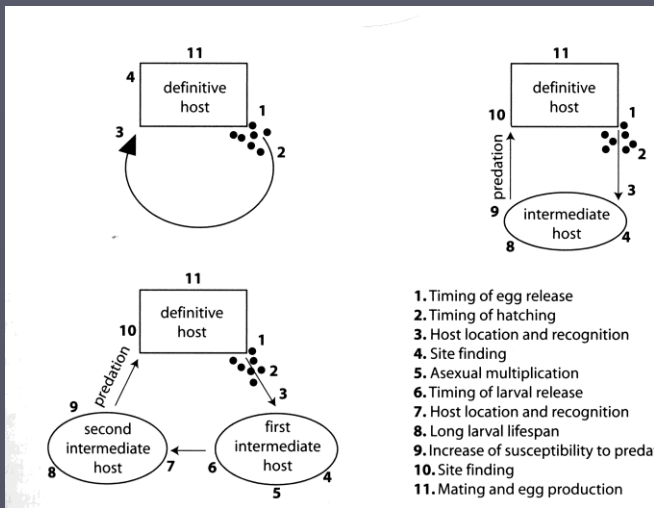 11
4
definitive
host
1
3
2
11
definitive
host
10
1
2
predation
3
9
intermediate
host
8
4
11
definitive
host
10
1
2
3
predation
9
second
intermediate
host
8
7
first
intermediate
host
6
4
5
1. Timing of egg release
2. Timing of hatching
3. Host location and recognition
4. Site finding
5. Asexual multiplication
6. Timing of larval release
7. Host location and recognition
8. Long larval lifespan
9. Increase of susceptibility to preda
10. Site finding
11. Mating and egg production